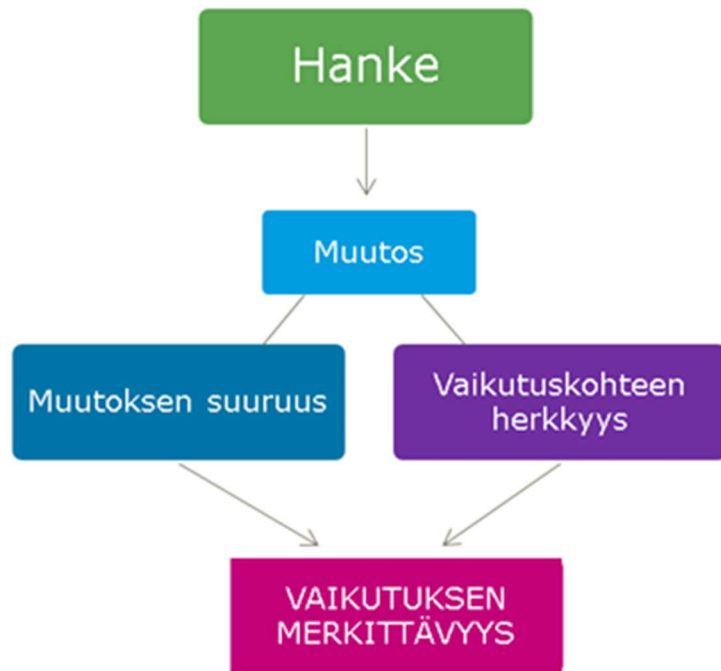 Hanke
Muutos
Muutoksen suuruus
Vaikutuskohteen
herkkyys
VAIKUTUKSEN
MERKITTÄVYYS